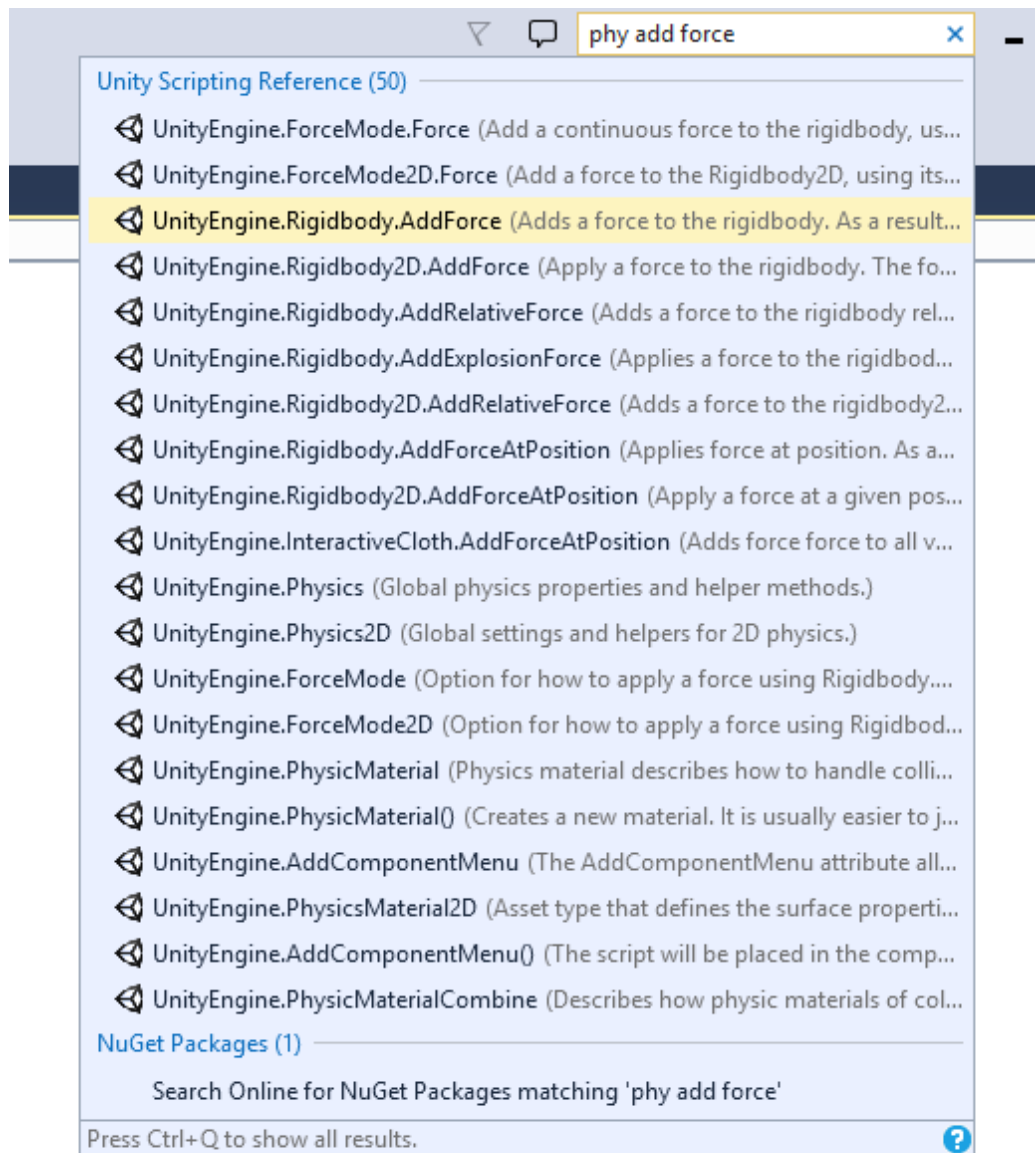 phy add force
Unity Scripting Reference (50)
UnityEngine.ForceMode.Force (Add a continuous force to the rigidbody, us...
UnityEngine.ForceMode2D.Force (Add a force to the Rigidbody2D, using its...
UnityEngine.Rigidbody.AddForce (Adds a force to the rigidbody. As a result...
UnityEngine.Rigidbody2D.AddForce (Apply a force to the rigidbody. The fo...
UnityEngine.Rigidbody.AddRelativeForce (Adds a force to the rigidbody rel...
UnityEngine.Rigidbody.AddExplosionForce (Applies a force to the rigidbod...
UnityEngine.Rigidbody2D.AddRelativeForce (Adds a force to the rigidbody2...
UnityEngine.Rigidbody.AddForceAtPosition (Applies force at position. As a...
UnityEngine.Rigidbody2D.AddForceAtPosition (Apply a force at a given pos...
UnityEngine.InteractiveCloth.AddForceAtPosition (Adds force force to all v...
UnityEngine.Physics (Global physics properties and helper methods.)
UnityEngine.Physics2D (Global settings and helpers for 2D physics.)
UnityEngine.ForceMode (Option for how to apply a force using Rigidbody....
UnityEngine.ForceMode2D (Option for how to apply a force using Rigidbod...
UnityEngine.PhysicMaterial (Physics material describes how to handle colli...
UnityEngine.PhysicMaterial() (Creates a new material. It is usually easier to j...
UnityEngine.AddComponentMenu (The AddComponentMenu attribute all...
UnityEngine.PhysicsMaterial2D (Asset type that defines the surface properti...
UnityEngine.AddComponentMenu() (The script will be placed in the comp...
UnityEngine.PhysicMaterialCombine (Describes how physic materials of col...
NuGet Packages (1)
Search Online for NuGet Packages matching 'phy add force'
Press Ctrl+Q to show all results.